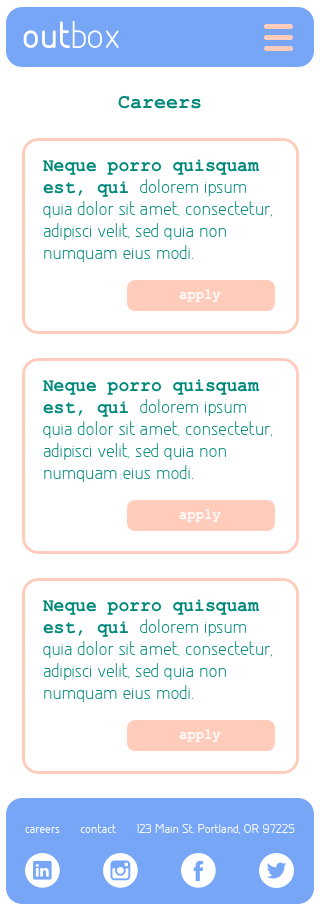 outbox
Careers
Neque porro quisquam
est, qui dolorem ipsum
quia dolor sit amet, consectetur,
adipisci velit, sed quia non
numquam eius modi.
apply
Neque porro quisquam
est, qui dolorem ipsum
quia dolor sit amet, consectetur,
adipisci velit, sed quia non
numquam eius modi.
apply
Neque porro quisquam
est, qui dolorem ipsum
quia dolor sit amet, consectetur,
adipisci velit, sed quia non
numquam eius modi.
apply
careers contact 123 Main St. Portland, OR 97225